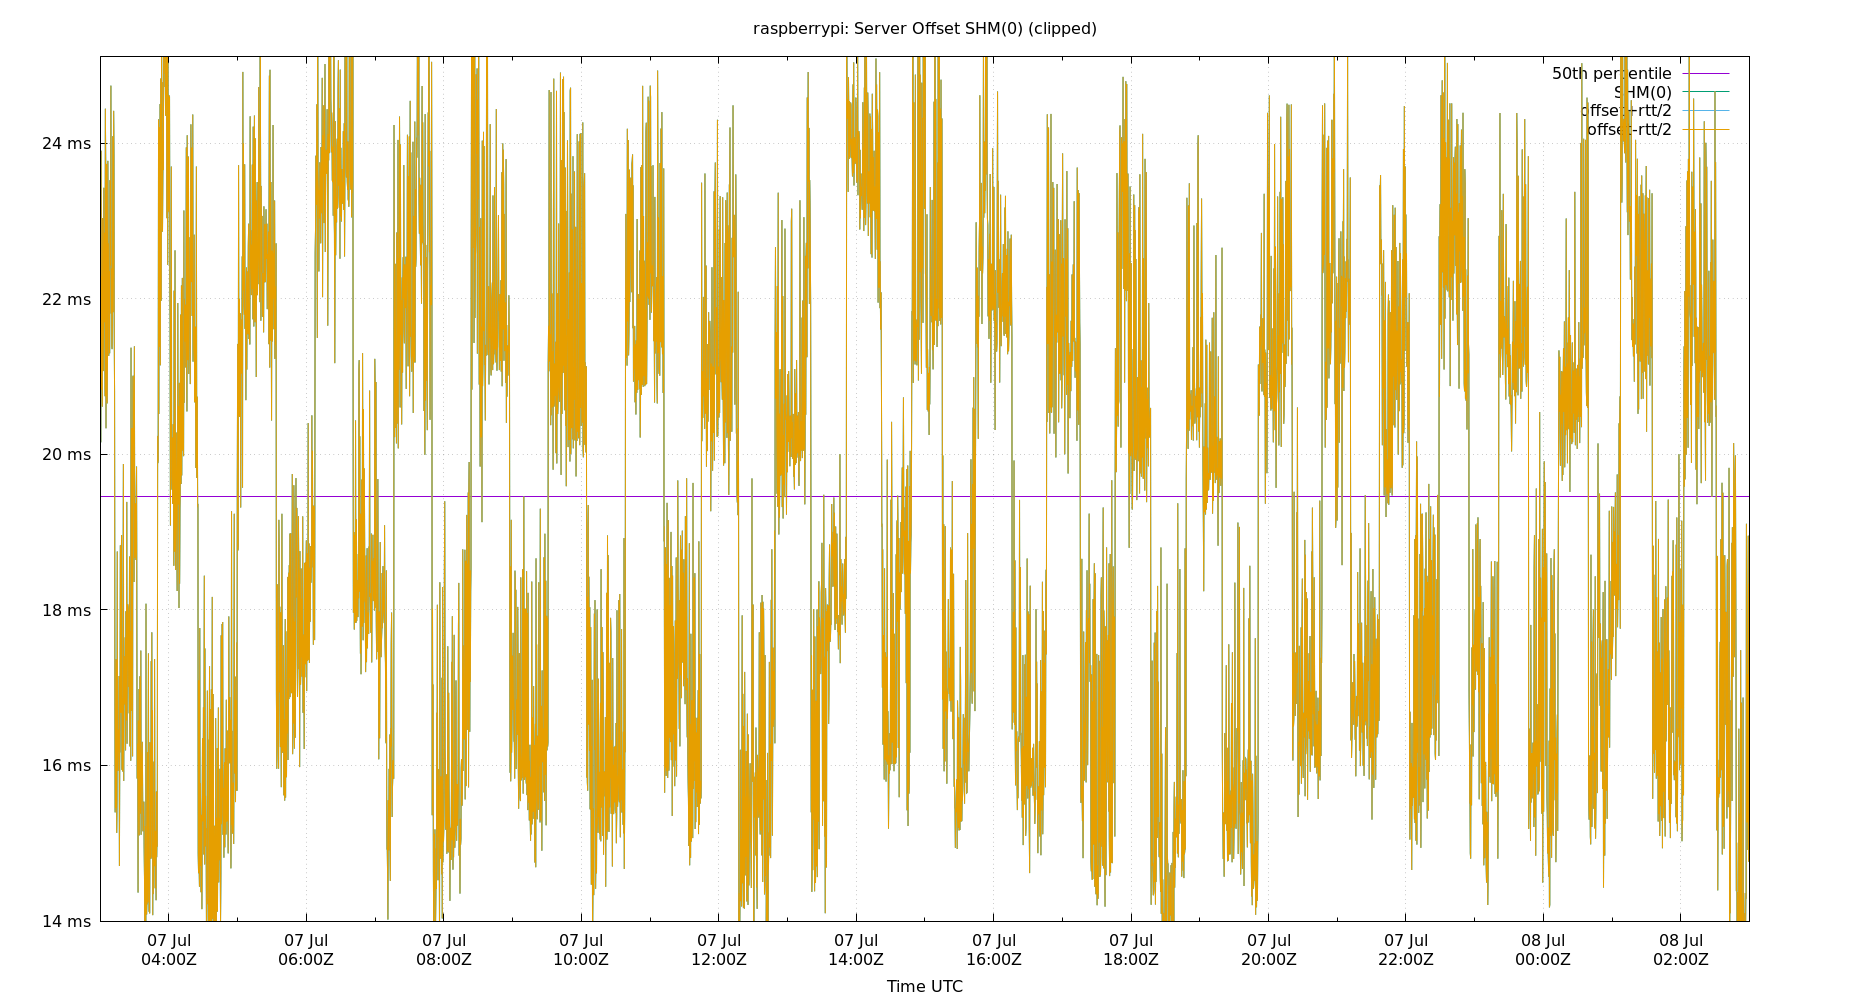 raspberrypi: Server Offset SHM(0) (clipped)
50th percentile
SHM(0)
offset+rtt/2
offset-rtt/2
24 ms
22 ms
20 ms
18 ms
16 ms
14 ms
07 Jul 07 Jul 07 Jul 07 Jul 07 Jul 07 Jul 07 Jul 07 Jul 07 Jul 07 Jul 08 Jul 08 Jul
04:00Z 06:00Z 08:00Z 10:00Z 12:00Z 14:00Z 16:00Z 18:00Z 20:00Z 22:00Z 00:00Z 02:00Z
Time UTC